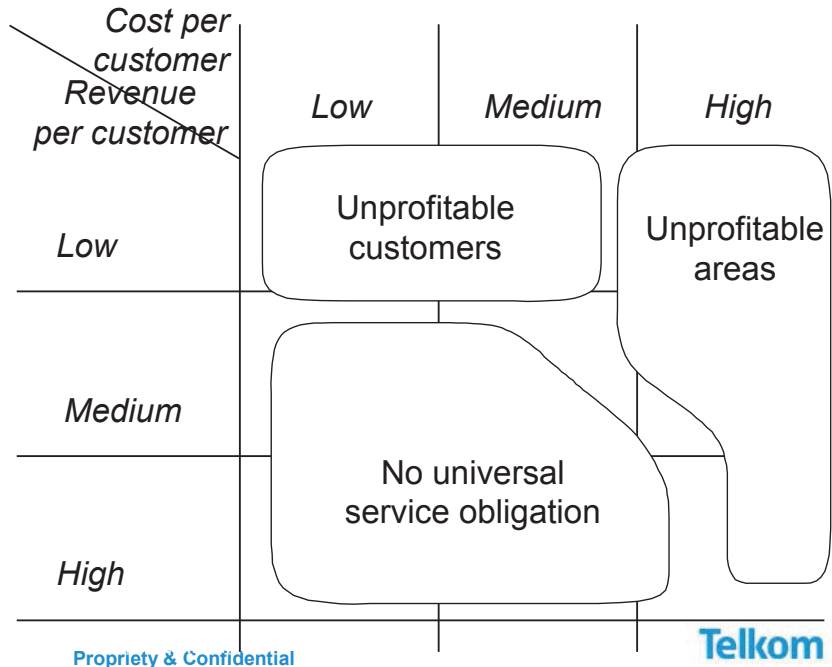 Cost per
customer
Revenue
per customer
Low
Medium
High
Unprofitable
customers
Unprofitable
areas
Low
Medium
No universal
service obligation
High
Propriety & Confidential
Telkom